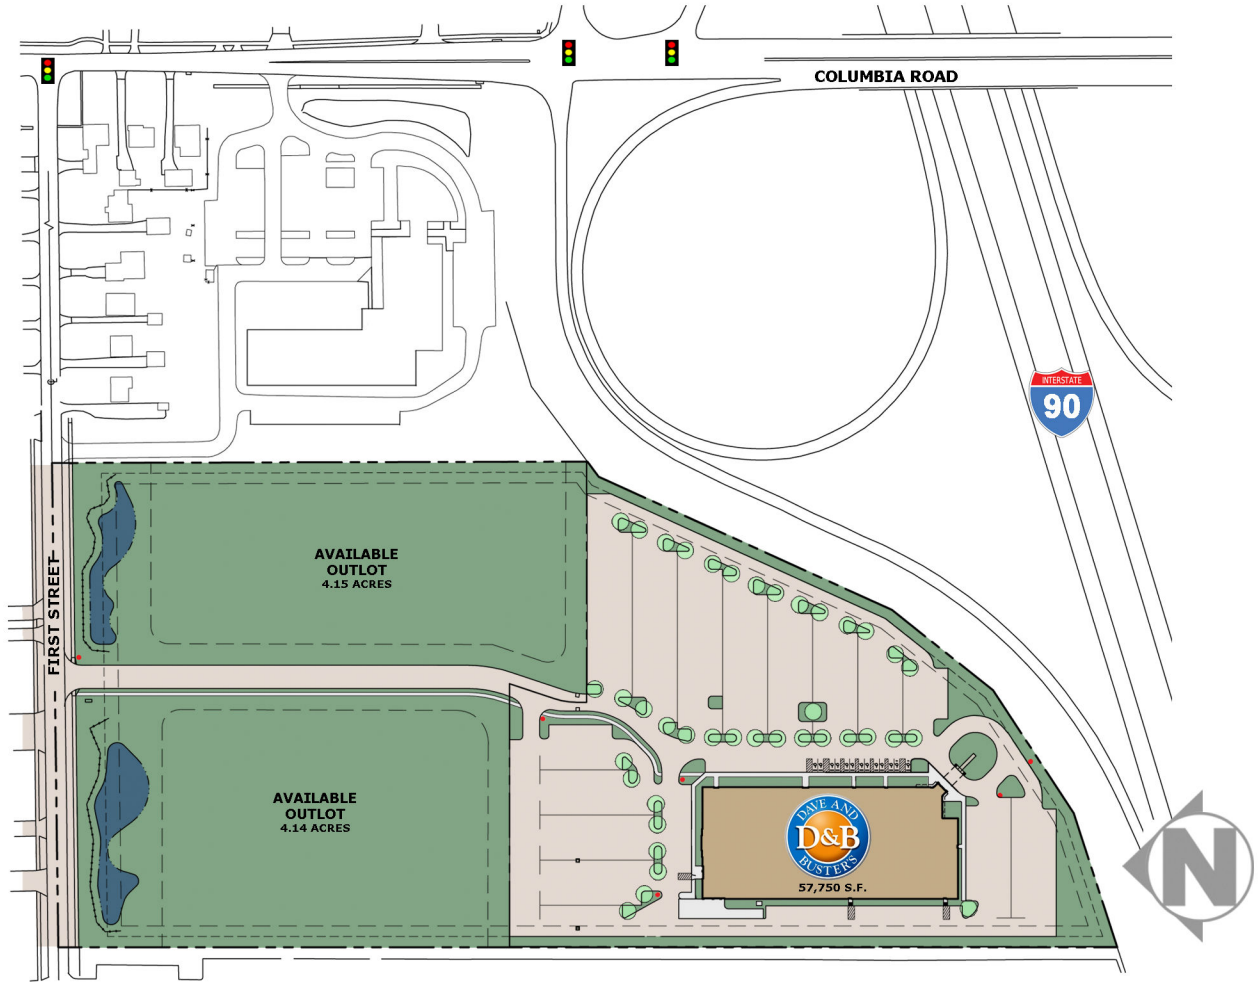 COLUMBIA ROAD
INTERSTATE
90
AVAILABLE
OUTLOT
4.15 ACRES
FIRST STREET
AVAILABLE
OUTLOT
4.14 ACRES
DAVE AND
D&B
BUSTER'S
57,750 S.F.
N